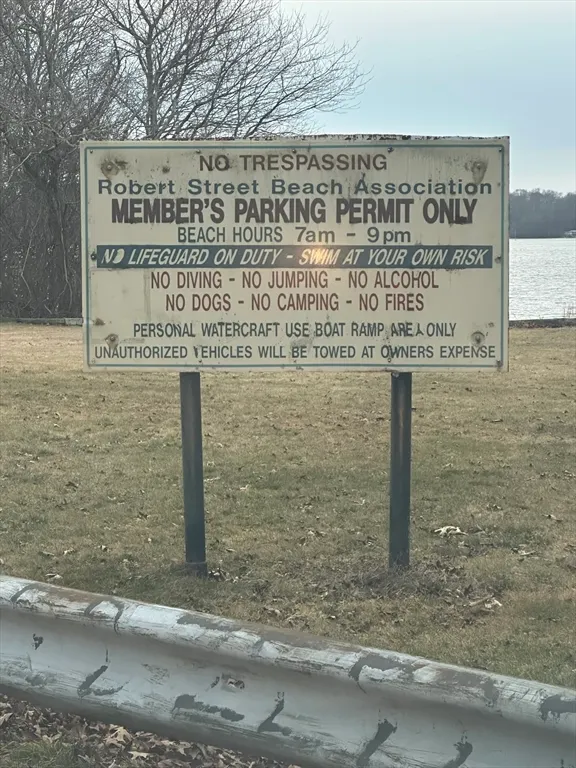 NO TRESPASSING
Robert Street Beach Association
MEMBER'S PARKING PERMIT ONLY
BEACH HOURS 7am - 9pm
NO LIFEGUARD ON DUTY - SWIM AT YOUR OWN RISK
NO DIVING - NO JUMPING - NO ALCOHOL
NO DOGS - NO CAMPING - NO FIRES
PERSONAL WATERCRAFT USE BOAT RAMP AREA ONLY
UNAUTHORIZED VEHICLES WILL BE TOWED AT OWNERS EXPENSE